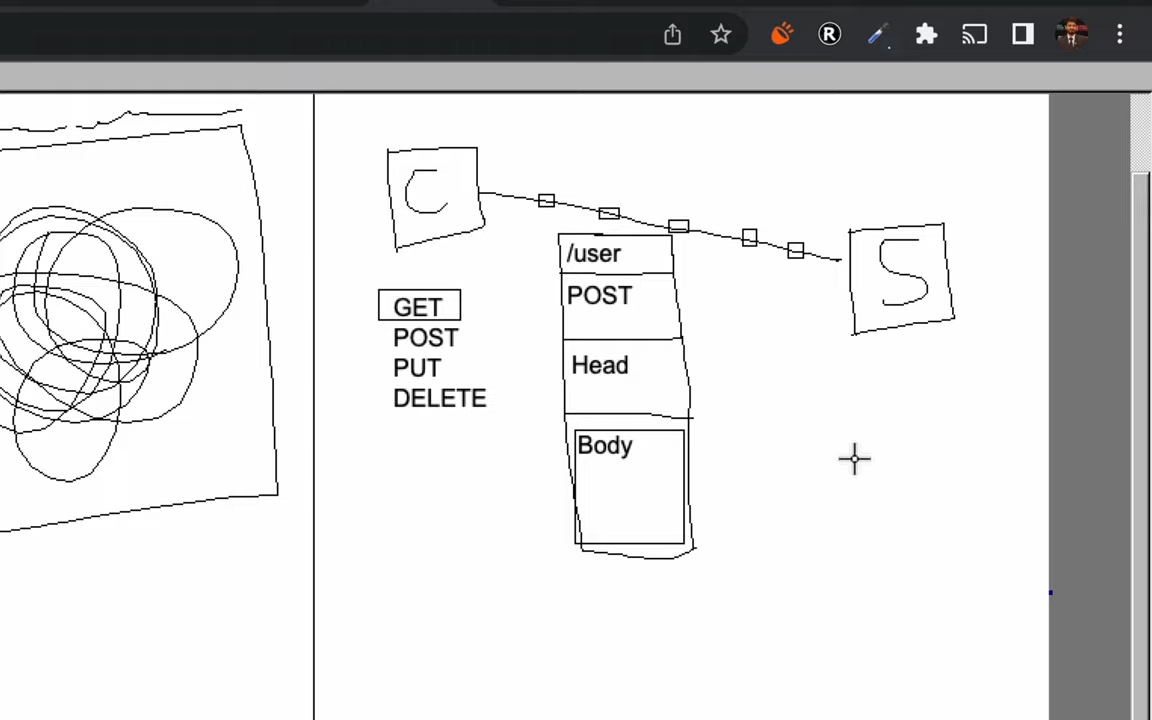 R
C
S
/user
GET
POST
POST
PUT
Head
DELETE
Body